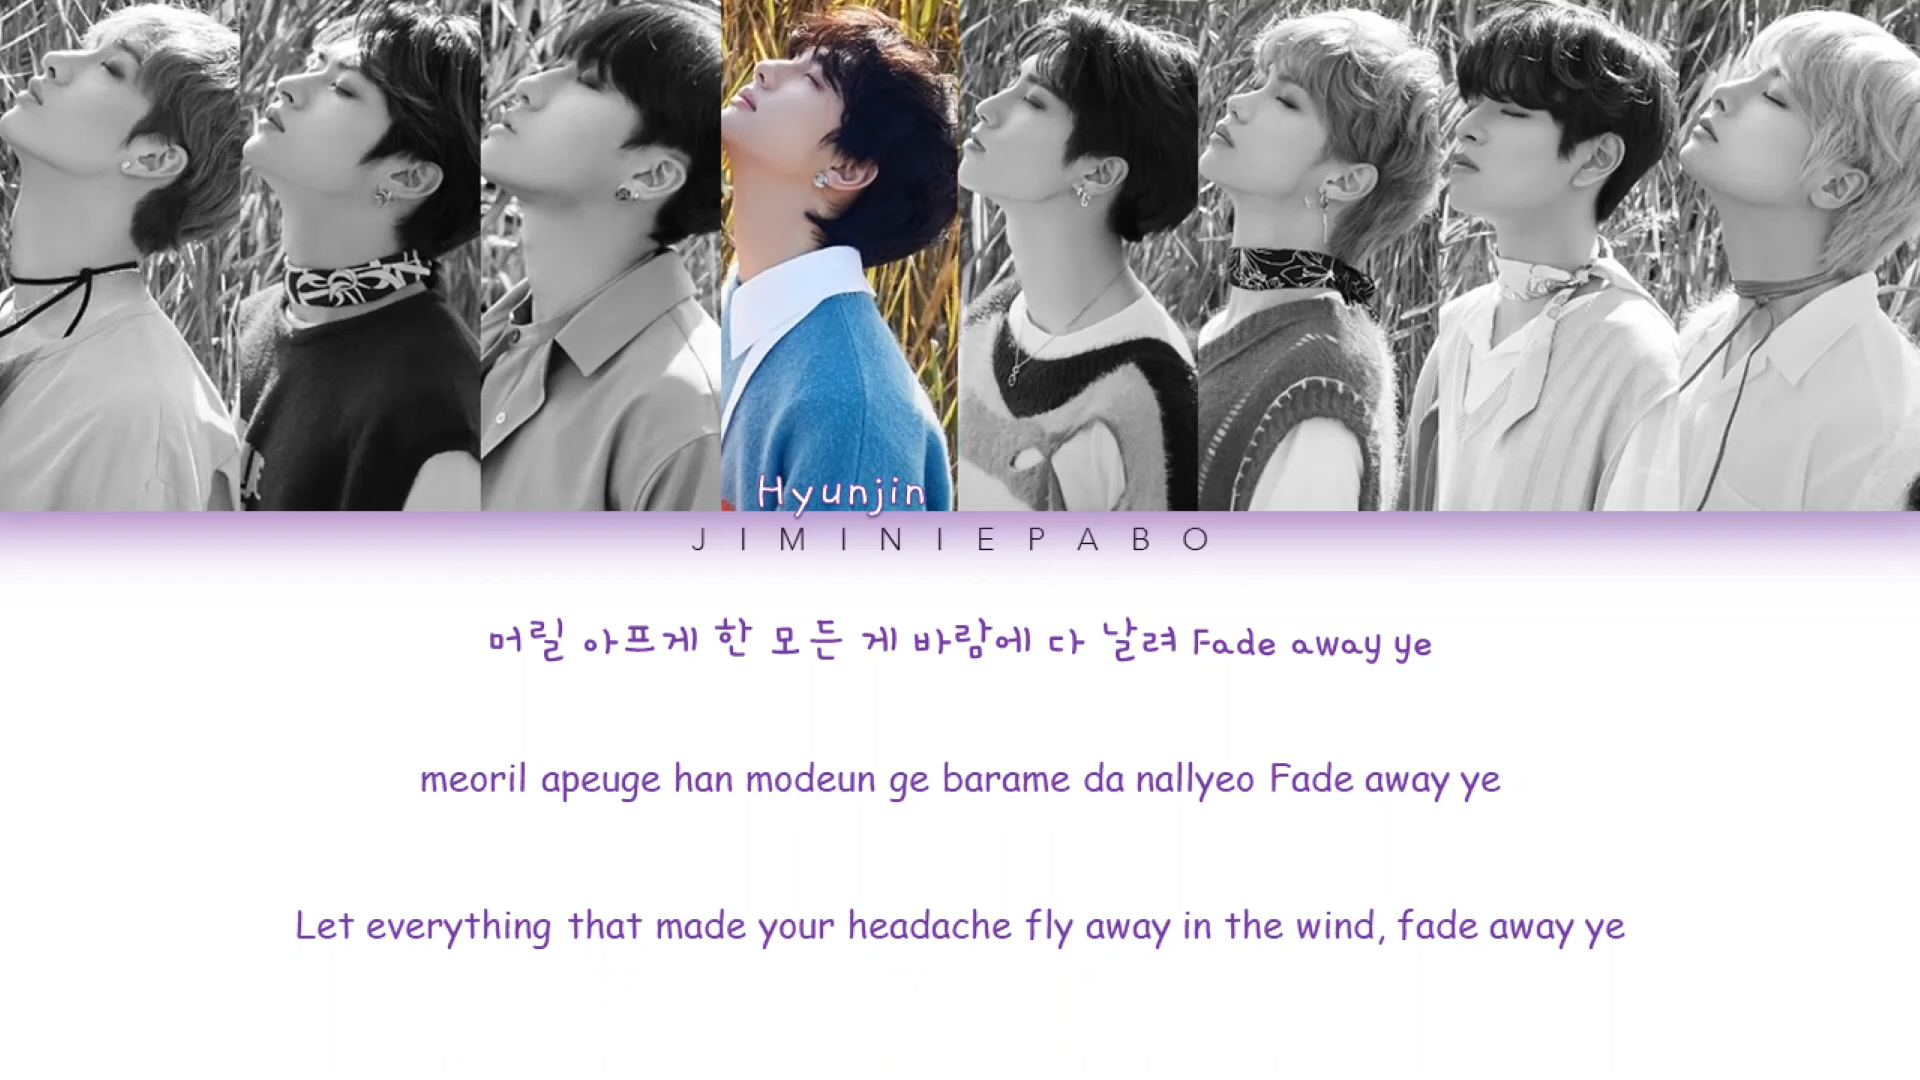 Hyunjin
JIMINIEPABO
머릴 아프게 한 모든 게 바람에 다 날려 Fade away ye
meoril apeuge han modeun ge barame da nallyeo Fade away ye
Let everything that made your headache fly away in the wind, fade away ye